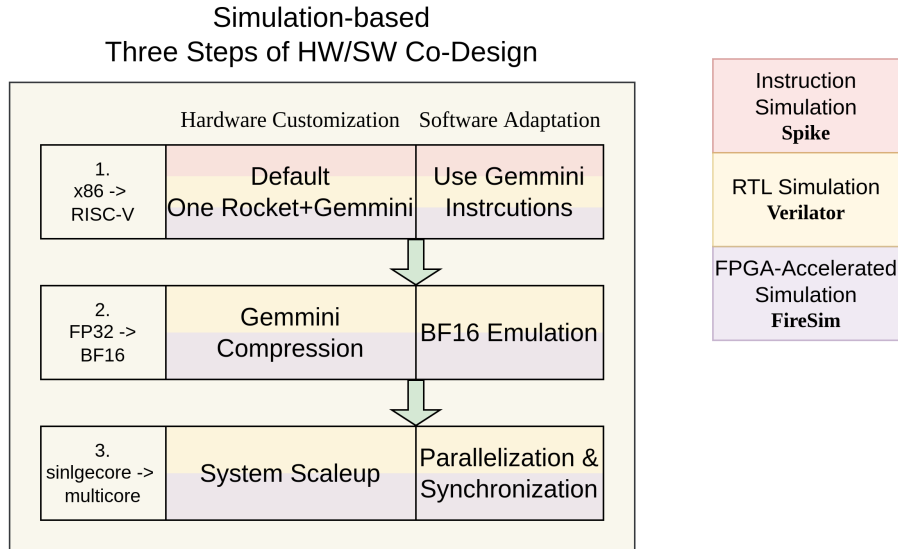 Simulation-based
Three Steps of HW/SW Co-Design
Hardware Customization
Software Adaptation
1.
x86 ->
RISC-V
Default
One Rocket+Gemmini
Use Gemmini
Instrcutions
2.
FP32 ->
BF16
Gemmini
Compression
BF16 Emulation
3.
sinlgecore ->
multicore
System Scaleup
Parallelization &
Synchronization
Instruction
Simulation
Spike
RTL Simulation
Verilator
FPGA-Accelerated
Simulation
FireSim